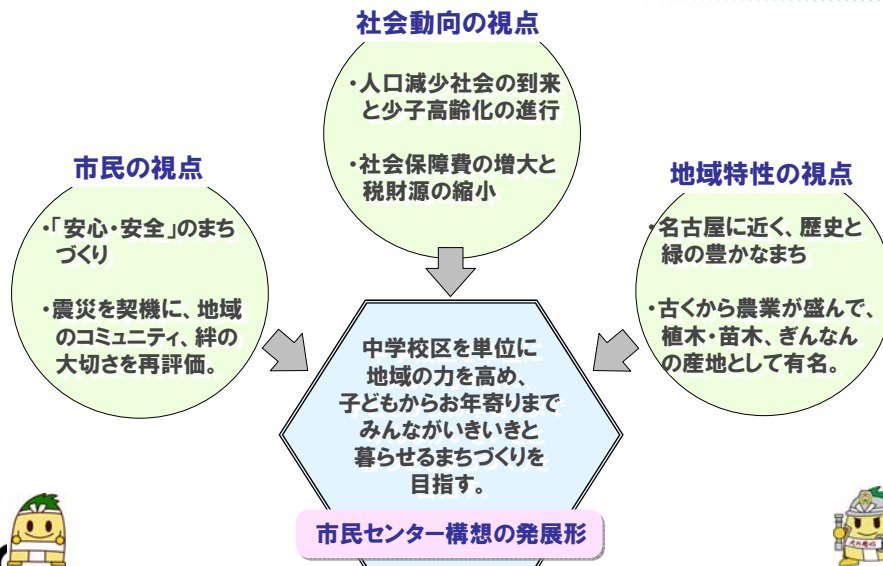 社会動向の視点
・人口減少社会の到来
と少子高齢化の進行
・社会保障費の増大と
税財源の縮小
市民の視点
・「安心・安全」のまち
づくり
・震災を契機に、地域
のコミュニティ、絆の
大切さを再評価。
地域特性の視点
・名古屋に近く、歴史と
緑の豊かなまち
・古くから農業が盛んで、
植木・苗木、ぎんなん
の産地として有名。
中学校区を単位に
地域の力を高め、
子どもからお年寄りまで
みんながいきいきと
暮らせるまちづくりを
目指す。
市民センター構想の発展形